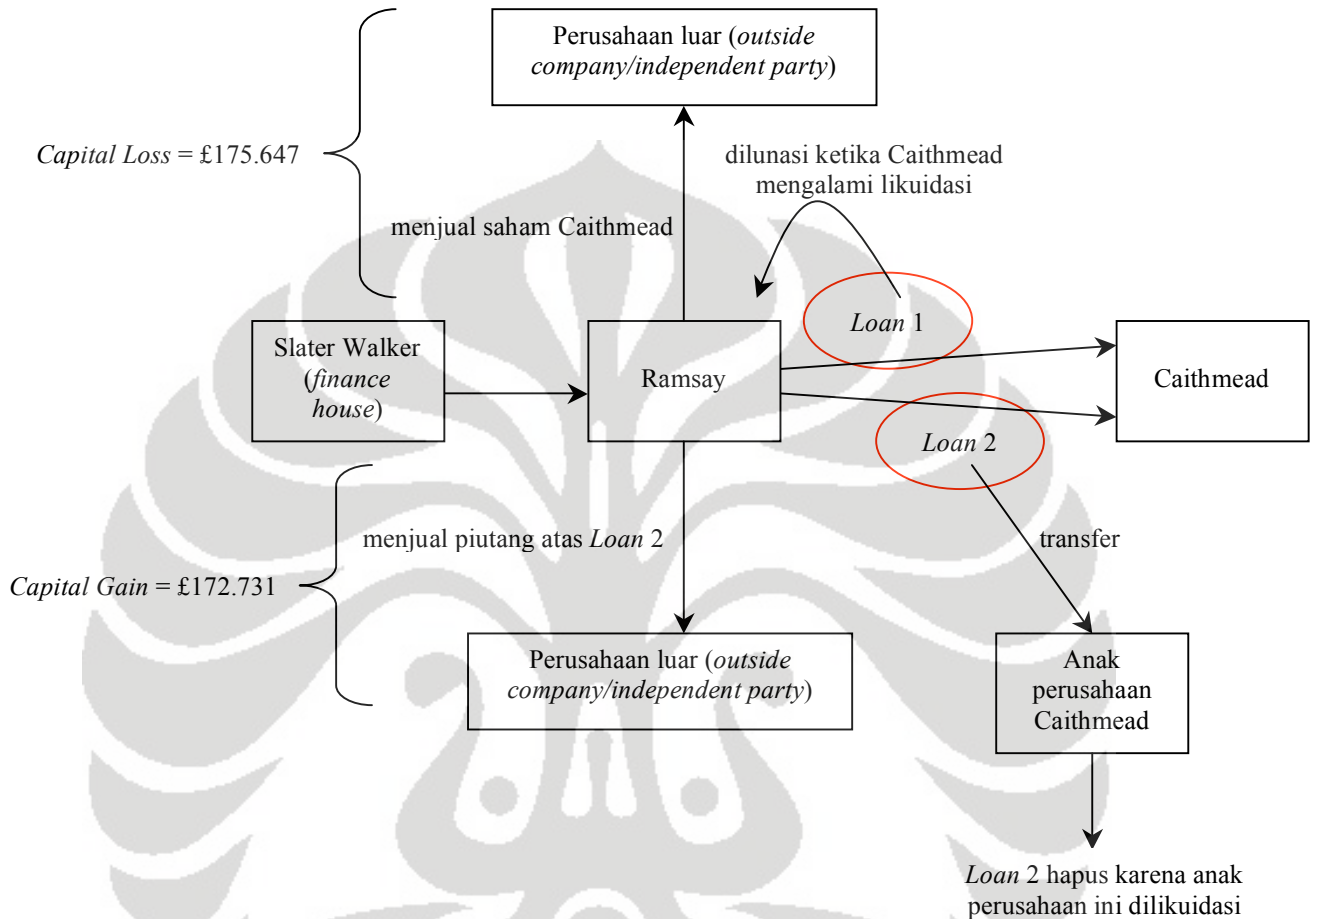 Perusahaan luar (outside
company/independent party)
Capital Loss = £175.647
dilunasi ketika Caithmead
mengalami likuidasi
menjual saham Caithmead
Loan 1
Slater Walker
(finance
house)
Ramsay
Caithmead
Loan 2
menjual piutang atas Loan 2
transfer
Capital Gain = £172.731
Perusahaan luar (outside
company/independent party)
Anak
perusahaan
Caithmead
Loan 2 hapus karena anak
perusahaan ini dilikuidasi